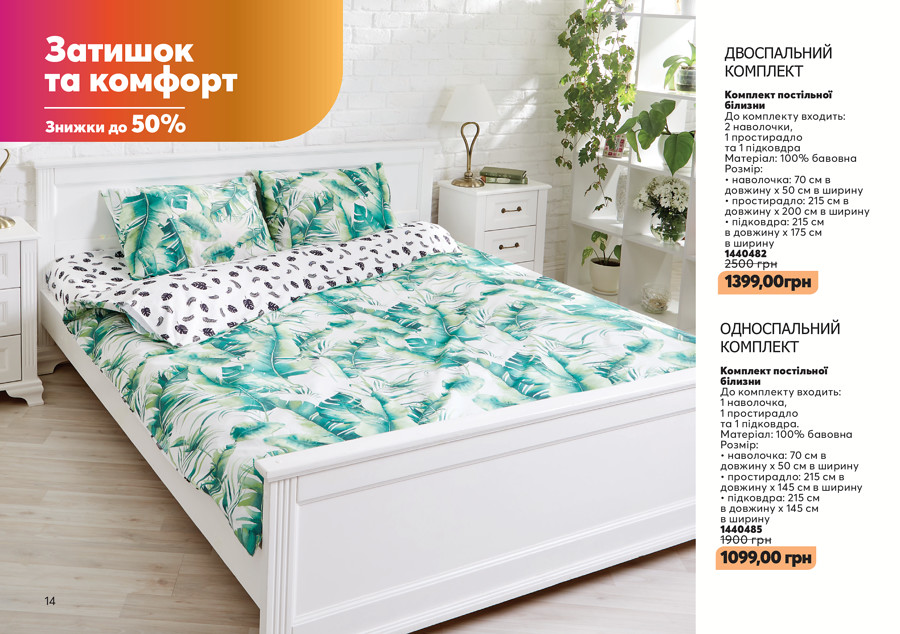 Затишок
та комфорт
Знижки до 50%
ДВОСПАЛЬНИЙ
КОМПЛЕКТ
Комплект постільної
білизни
До комплекту входить:
2 наволочки,
1 простирадло
та 1 підковдра
Матеріал: 100% бавовна
Розмір:
• наволочка: 70 см в
довжину х 50 см в ширину
• простирадло: 215 см в
довжину х 200 см в ширину
• підковдра: 215 см
в довжину х 175 см
в ширину
1440482
2500 грн
1399,00грн
ОДНОСПАЛЬНИЙ
КОМПЛЕКТ
Комплект постільної
білизни
До комплекту входить:
1 наволочка,
1 простирадло
та 1 підковдра.
Матеріал: 100% бавовна
Розмір:
• наволочка: 70 см в
довжину х 50 см в ширину
• простирадло: 215 см в
довжину х 145 см в ширину
• підковдра: 215 см
в довжину х 145 см
в ширину
1440485
1900 грн
1099,00 грн
14